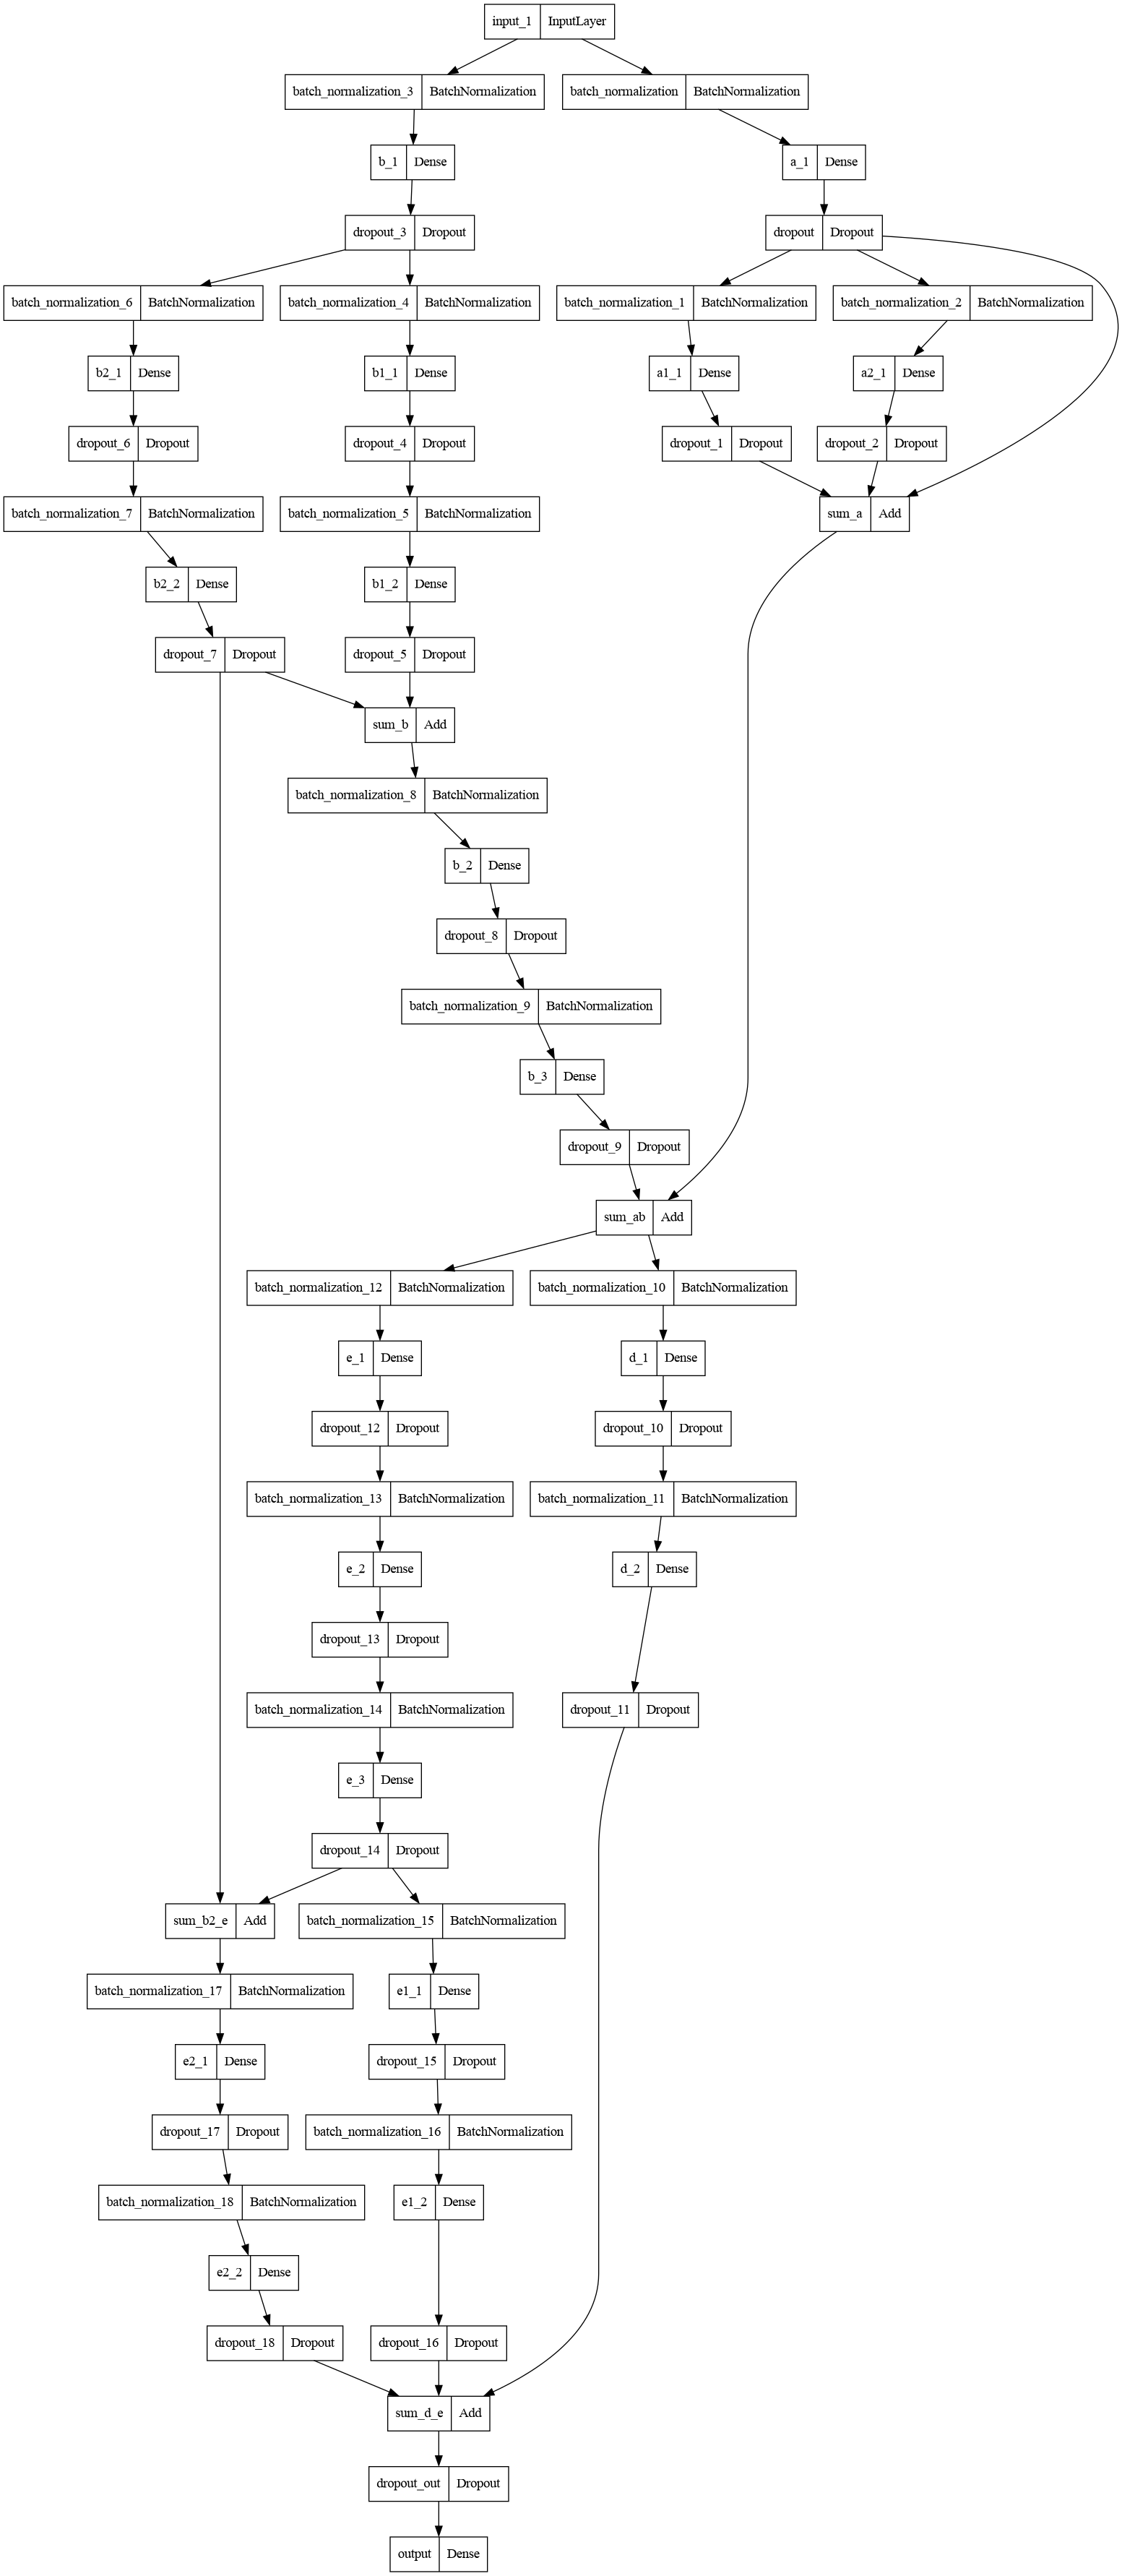 input_1 InputLayer
batch_normalization_3 BatchNormalization
batch_normalization BatchNormalization
b_1 Dense
a_1 Dense
dropout_3 Dropout
dropout Dropout
batch_normalization_6 BatchNormalization
batch_normalization_4 BatchNormalization
batch_normalization_1 BatchNormalization
batch_normalization_2 BatchNormalization
b2_1 Dense
b1_1 Dense
a1_1 Dense
a2_1 Dense
dropout_6 Dropout
dropout_4 Dropout
dropout_1 Dropout
dropout_2 Dropout
batch_normalization_7 BatchNormalization
batch_normalization_5 BatchNormalization
sum_a Add
b2_2 Dense
b1_2 Dense
dropout_7 Dropout
dropout_5 Dropout
sum_b Add
batch_normalization_8 BatchNormalization
b_2 Dense
dropout_8 Dropout
batch_normalization_9 BatchNormalization
b_3 Dense
dropout_9 Dropout
sum_ab Add
batch_normalization_12 BatchNormalization
batch_normalization_10 BatchNormalization
e_1 Dense
d_1 Dense
dropout_12 Dropout
dropout_10 Dropout
batch_normalization_13 BatchNormalization
batch_normalization_11 BatchNormalization
e_2 Dense
d_2 Dense
dropout_13 Dropout
batch_normalization_14 BatchNormalization
dropout_11 Dropout
e_3 Dense
dropout_14 Dropout
sum_b2_e Add
batch_normalization_15 BatchNormalization
batch_normalization_17 BatchNormalization
e1_1 Dense
e2_1 Dense
dropout_15 Dropout
dropout_17 Dropout
batch_normalization_16 BatchNormalization
batch_normalization_18 BatchNormalization
e1_2 Dense
e2_2 Dense
dropout_18 Dropout
dropout_16 Dropout
sum_d_e Add
dropout_out Dropout
output Dense